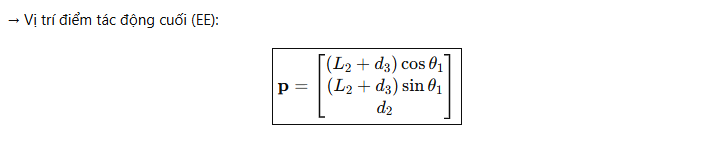 → Vị trí điểm tác động cuối (EE):
p = [(L₂ + d₃) cos θ₁
(L₂ + d₃) sin θ₁
d₂]